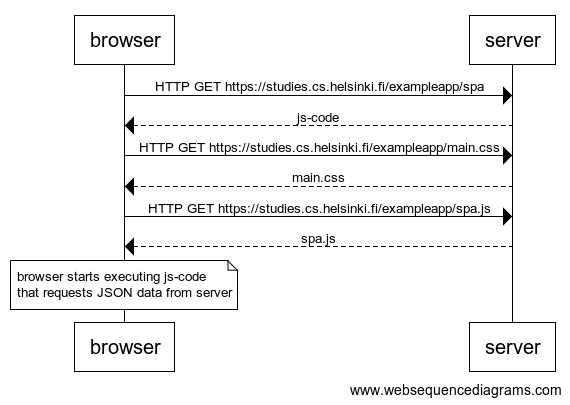 browser
server
HTTP GET https://studies.cs.helsinki.fi/exampleapp/spa
js-code
HTTP GET https://studies.cs.helsinki.fi/exampleapp/main.css
main.css
HTTP GET https://studies.cs.helsinki.fi/exampleapp/spa.js
spa.js
browser starts executing js-code
that requests JSON data from server
browser
server
www.websequencediagrams.com